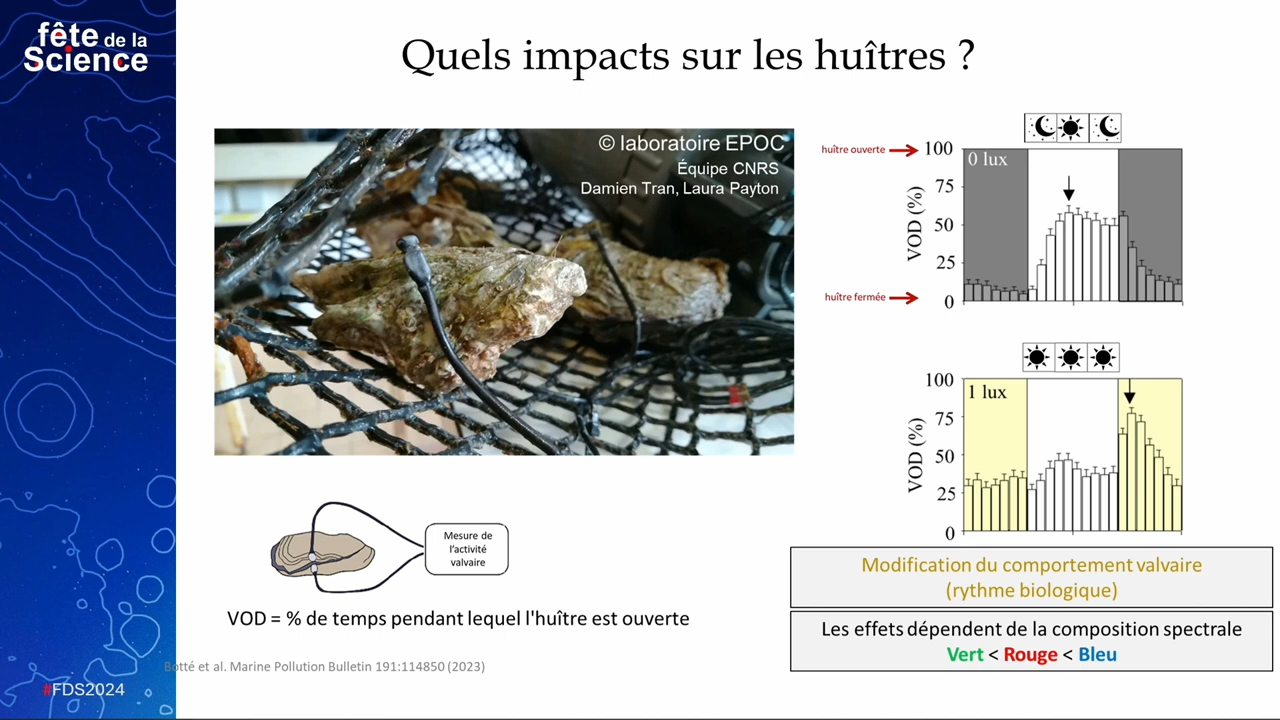 fête de la
Science
Quels impacts sur les huîtres ?
© laboratoire EPOC
Équipe CNRS
Damien Tran, Laura Payton
huître ouverte
huître fermée
100
75
50
25
0
VOD (%)
0 lux
100
75
50
25
0
VOD (%)
1 lux
Mesure de
l'activité
valvaire
VOD = % de temps pendant lequel l'huître est ouverte
Modification du comportement valvaire
(rythme biologique)
Les effets dépendent de la composition spectrale
Vert < Rouge < Bleu
Botté et al. Marine Pollution Bulletin 191:114850 (2023)
#FDS2024